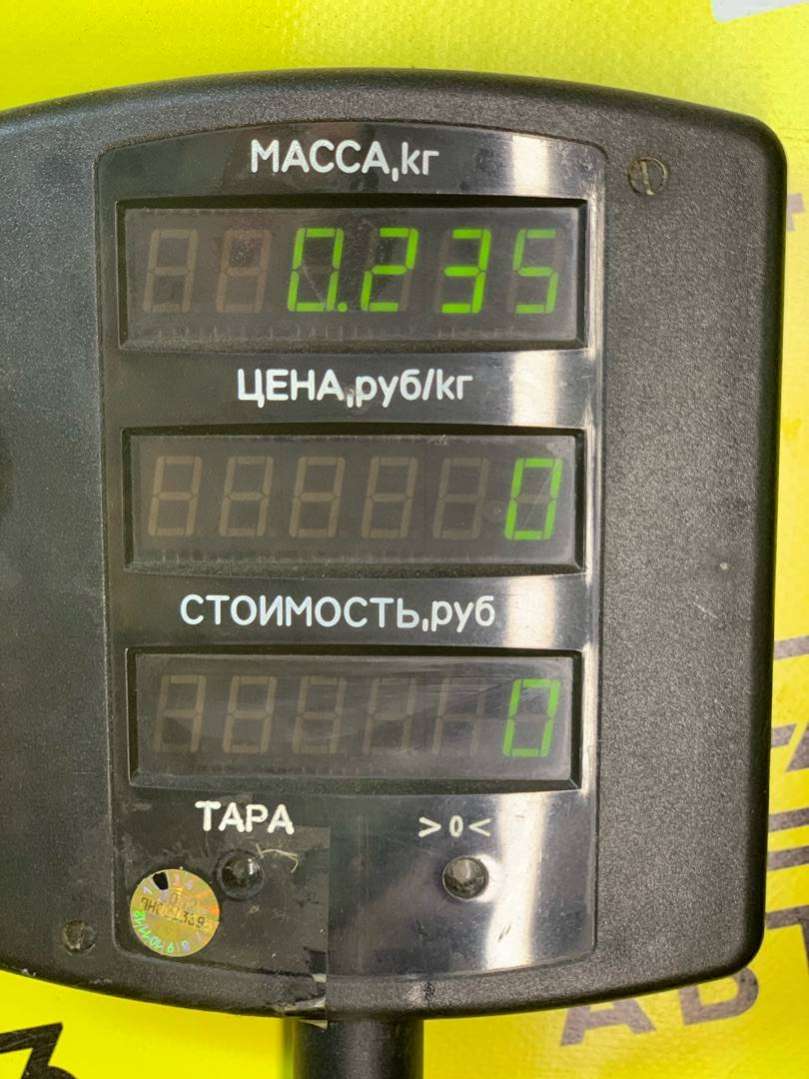 МАССА,кг
0.235
ЦЕНА,руб/кг
0
СТОИМОСТЬ,руб
0
ТАРА >0<